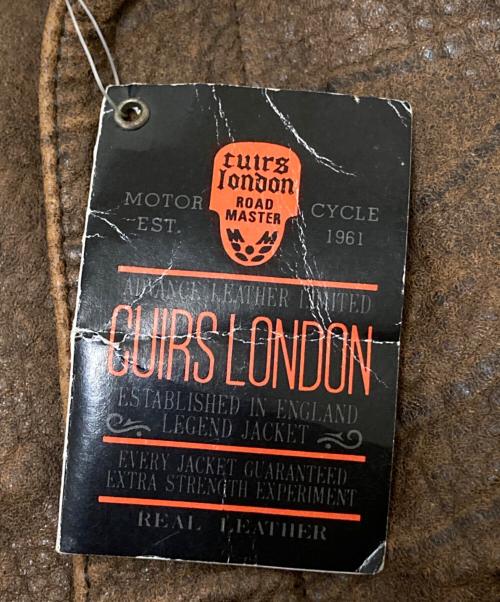 cuirs
london
ROAD
MASTER
MOTOR CYCLE
EST. 1961
ADVANCE LEATHER LIMITED
CUIRS LONDON
ESTABLISHED IN ENGLAND
LEGEND JACKET
EVERY JACKET GUARANTEED
EXTRA STRENGTH EXPERIMENT
REAL LEATHER